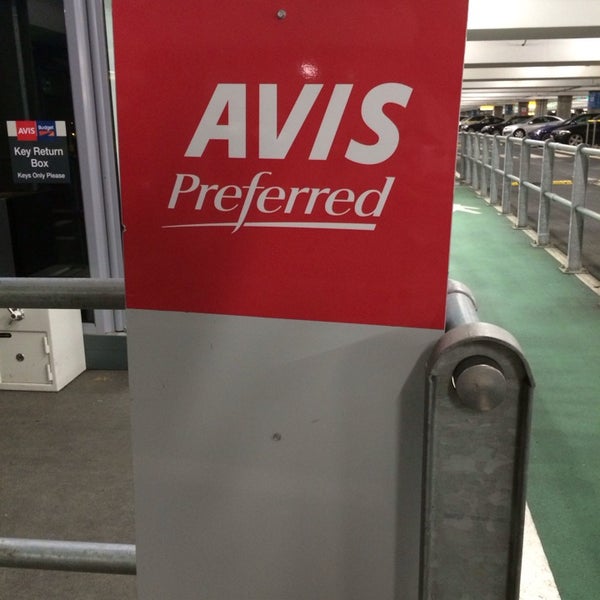 AVIS
Preferred
AVIS Budget
Key Return
Box
Keys Only Please